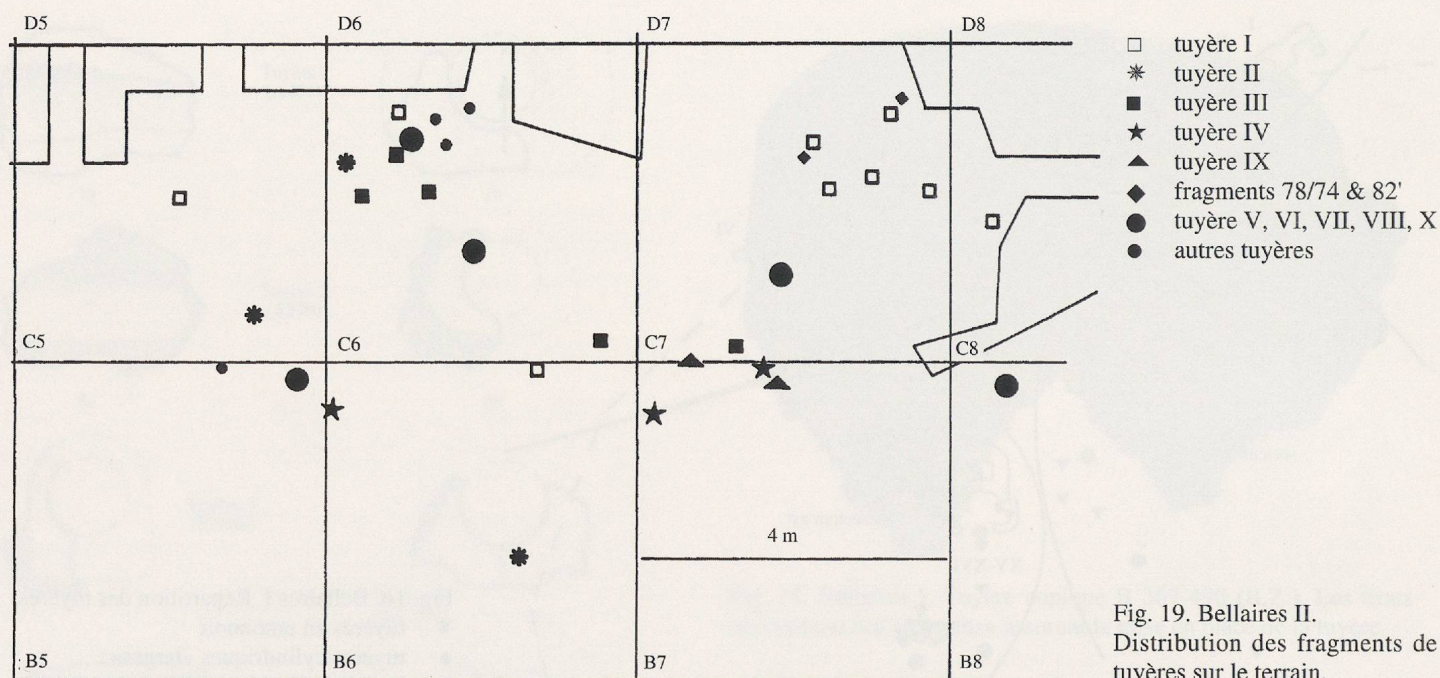 D5 D6 D7 D8
tuyère I
tuyère II
tuyère III
tuyère IV
tuyère IX
fragments 78/74 & 82'
tuyère V, VI, VII, VIII, X
autres tuyères
C5 C6 C7 C8
4 m
B5 B6 B7 B8
Fig. 19. Bellaires II.
Distribution des fragments de
tuyères sur le terrain.